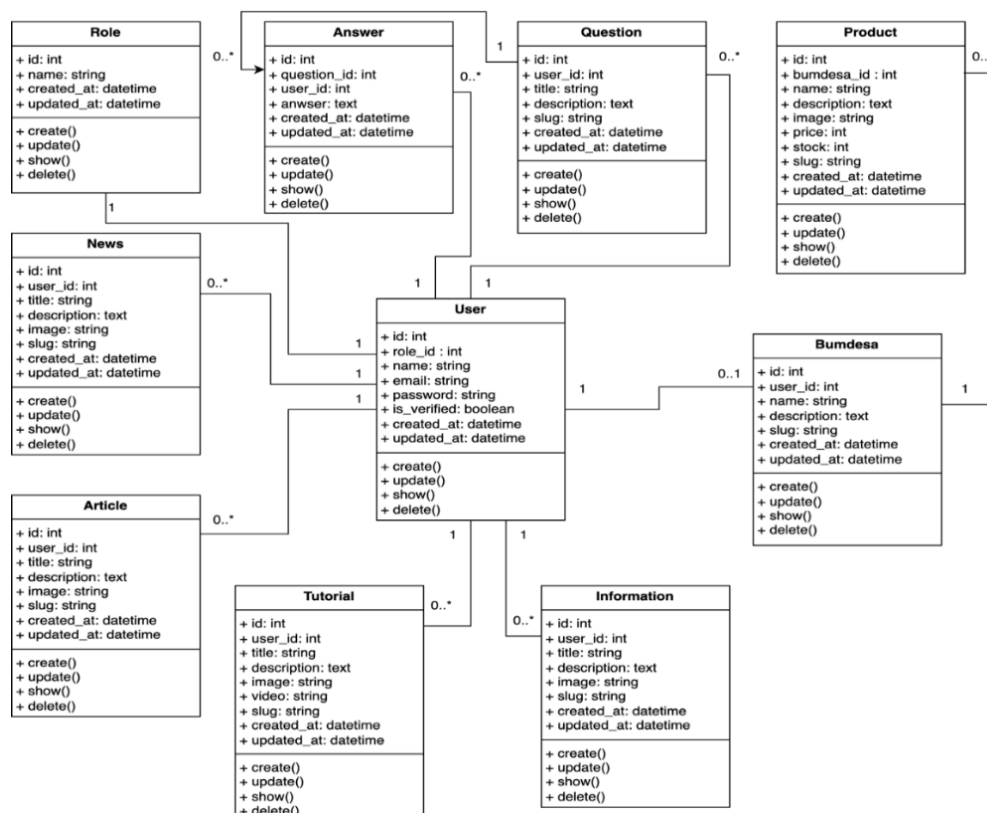 Role
+ id: int
+ name: string
+ created_at: datetime
+ updated_at: datetime
+ create()
+ update()
+ show()
+ delete()
1
0..*
Answer
+ id: int
+ question_id: int
+ user_id: int
+ anwser: text
+ created_at: datetime
+ updated_at: datetime
+ create()
+ update()
+ show()
+ delete()
0..*
1
1
Question
+ id: int
+ user_id: int
+ title: string
+ description: text
+ slug: string
+ created_at: datetime
+ updated_at: datetime
+ create()
+ update()
+ show()
+ delete()
0..*
1
Product
+ id: int
+ bumdesa_id : int
+ name: string
+ description: text
+ image: string
+ price: int
+ stock: int
+ slug: string
+ created_at: datetime
+ updated_at: datetime
+ create()
+ update()
+ show()
+ delete()
0..
News
+ id: int
+ user_id: int
+ title: string
+ description: text
+ image: string
+ slug: string
+ created_at: datetime
+ updated_at: datetime
+ create()
+ update()
+ show()
+ delete()
0..*
1
1
1
User
+ id: int
+ role_id : int
+ name: string
+ email: string
+ password: string
+ is_verified: boolean
+ created_at: datetime
+ updated_at: datetime
+ create()
+ update()
+ show()
+ delete()
1
0..1
Bumdesa
+ id: int
+ user_id: int
+ name: string
+ description: text
+ slug: string
+ created_at: datetime
+ updated_at: datetime
+ create()
+ update()
+ show()
+ delete()
1
Article
+ id: int
+ user_id: int
+ title: string
+ description: text
+ image: string
+ slug: string
+ created_at: datetime
+ updated_at: datetime
+ create()
+ update()
+ show()
+ delete()
0..*
1
1
Tutorial
+ id: int
+ user_id: int
+ title: string
+ description: text
+ image: string
+ video: string
+ slug: string
+ created_at: datetime
+ updated_at: datetime
+ create()
+ update()
+ show()
+ delete()
0..*
0..*
Information
+ id: int
+ user_id: int
+ title: string
+ description: text
+ image: string
+ slug: string
+ created_at: datetime
+ updated_at: datetime
+ create()
+ update()
+ show()
+ delete()